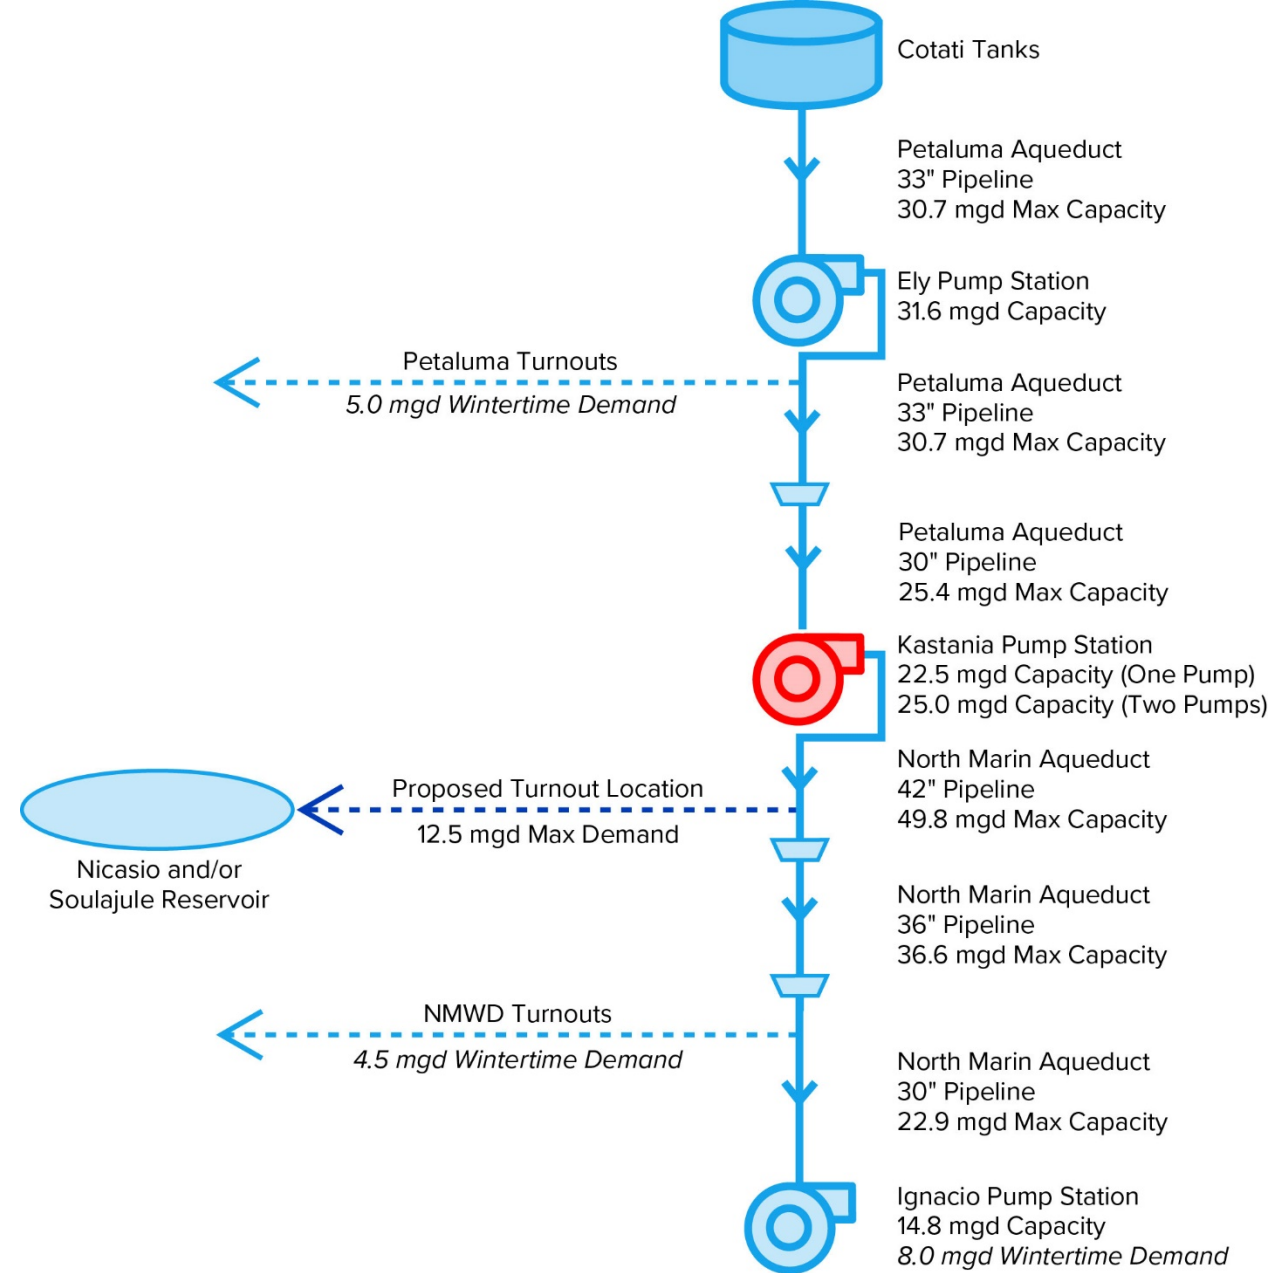 Cotati Tanks
Petaluma Aqueduct
33" Pipeline
30.7 mgd Max Capacity
Ely Pump Station
31.6 mgd Capacity
Petaluma Turnouts
5.0 mgd Wintertime Demand
Petaluma Aqueduct
33" Pipeline
30.7 mgd Max Capacity
Petaluma Aqueduct
30" Pipeline
25.4 mgd Max Capacity
Kastania Pump Station
22.5 mgd Capacity (One Pump)
25.0 mgd Capacity (Two Pumps)
North Marin Aqueduct
42" Pipeline
49.8 mgd Max Capacity
Proposed Turnout Location
12.5 mgd Max Demand
Nicasio and/or
Soulajule Reservoir
North Marin Aqueduct
36" Pipeline
36.6 mgd Max Capacity
NMWD Turnouts
4.5 mgd Wintertime Demand
North Marin Aqueduct
30" Pipeline
22.9 mgd Max Capacity
Ignacio Pump Station
14.8 mgd Capacity
8.0 mgd Wintertime Demand